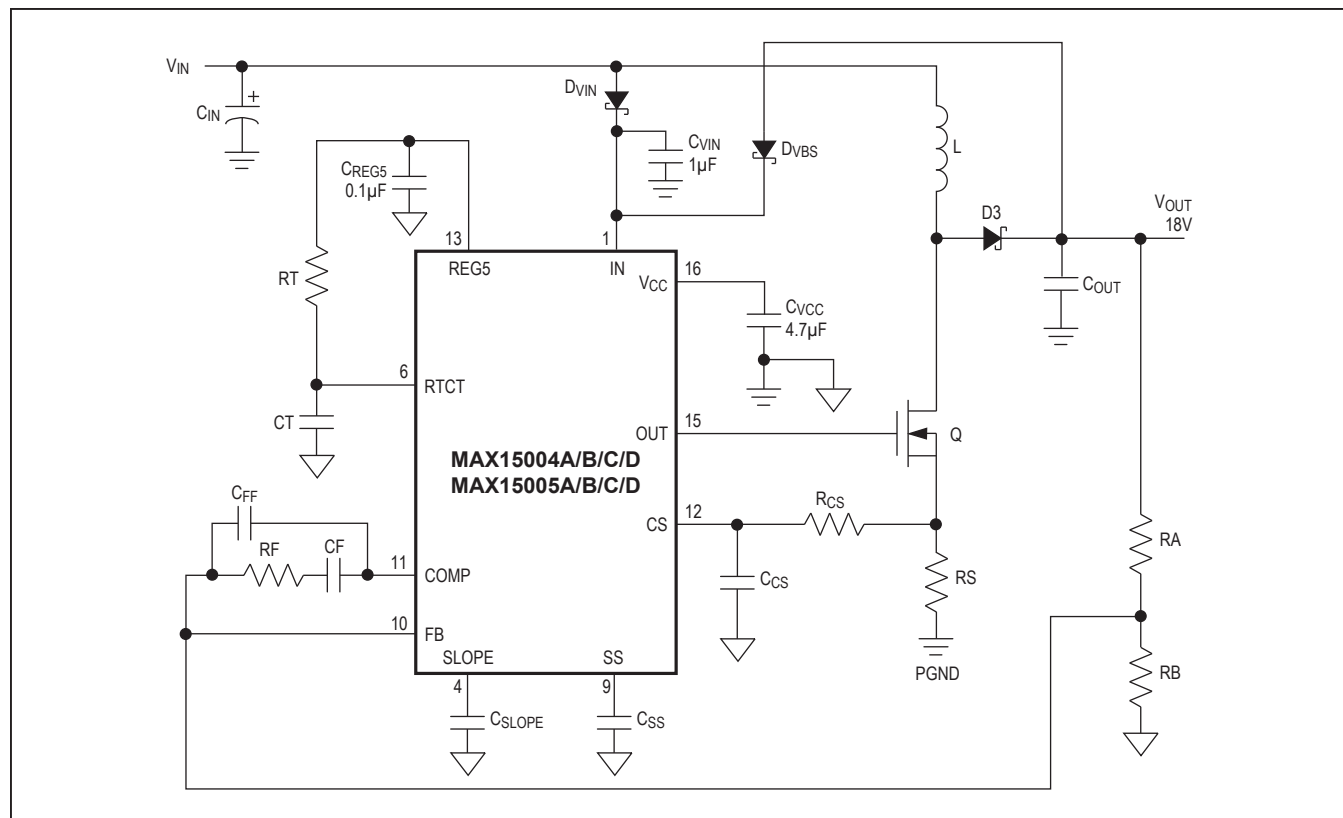 VIN
CIN
+
DVIN
CVIN
1µF
DVBS
L
CREG5
0.1µF
D3
VOUT
18V
13
REG5
1
IN
16
VCC
RT
CVCC
4.7µF
COUT
6
RTCT
CT
15
OUT
Q
MAX15004A/B/C/D
MAX15005A/B/C/D
CFF
RF
CF
11
COMP
12
CS
RCS
CCS
RS
RA
10
FB
PGND
RB
SLOPE
4
CSLOPE
SS
9
CSS